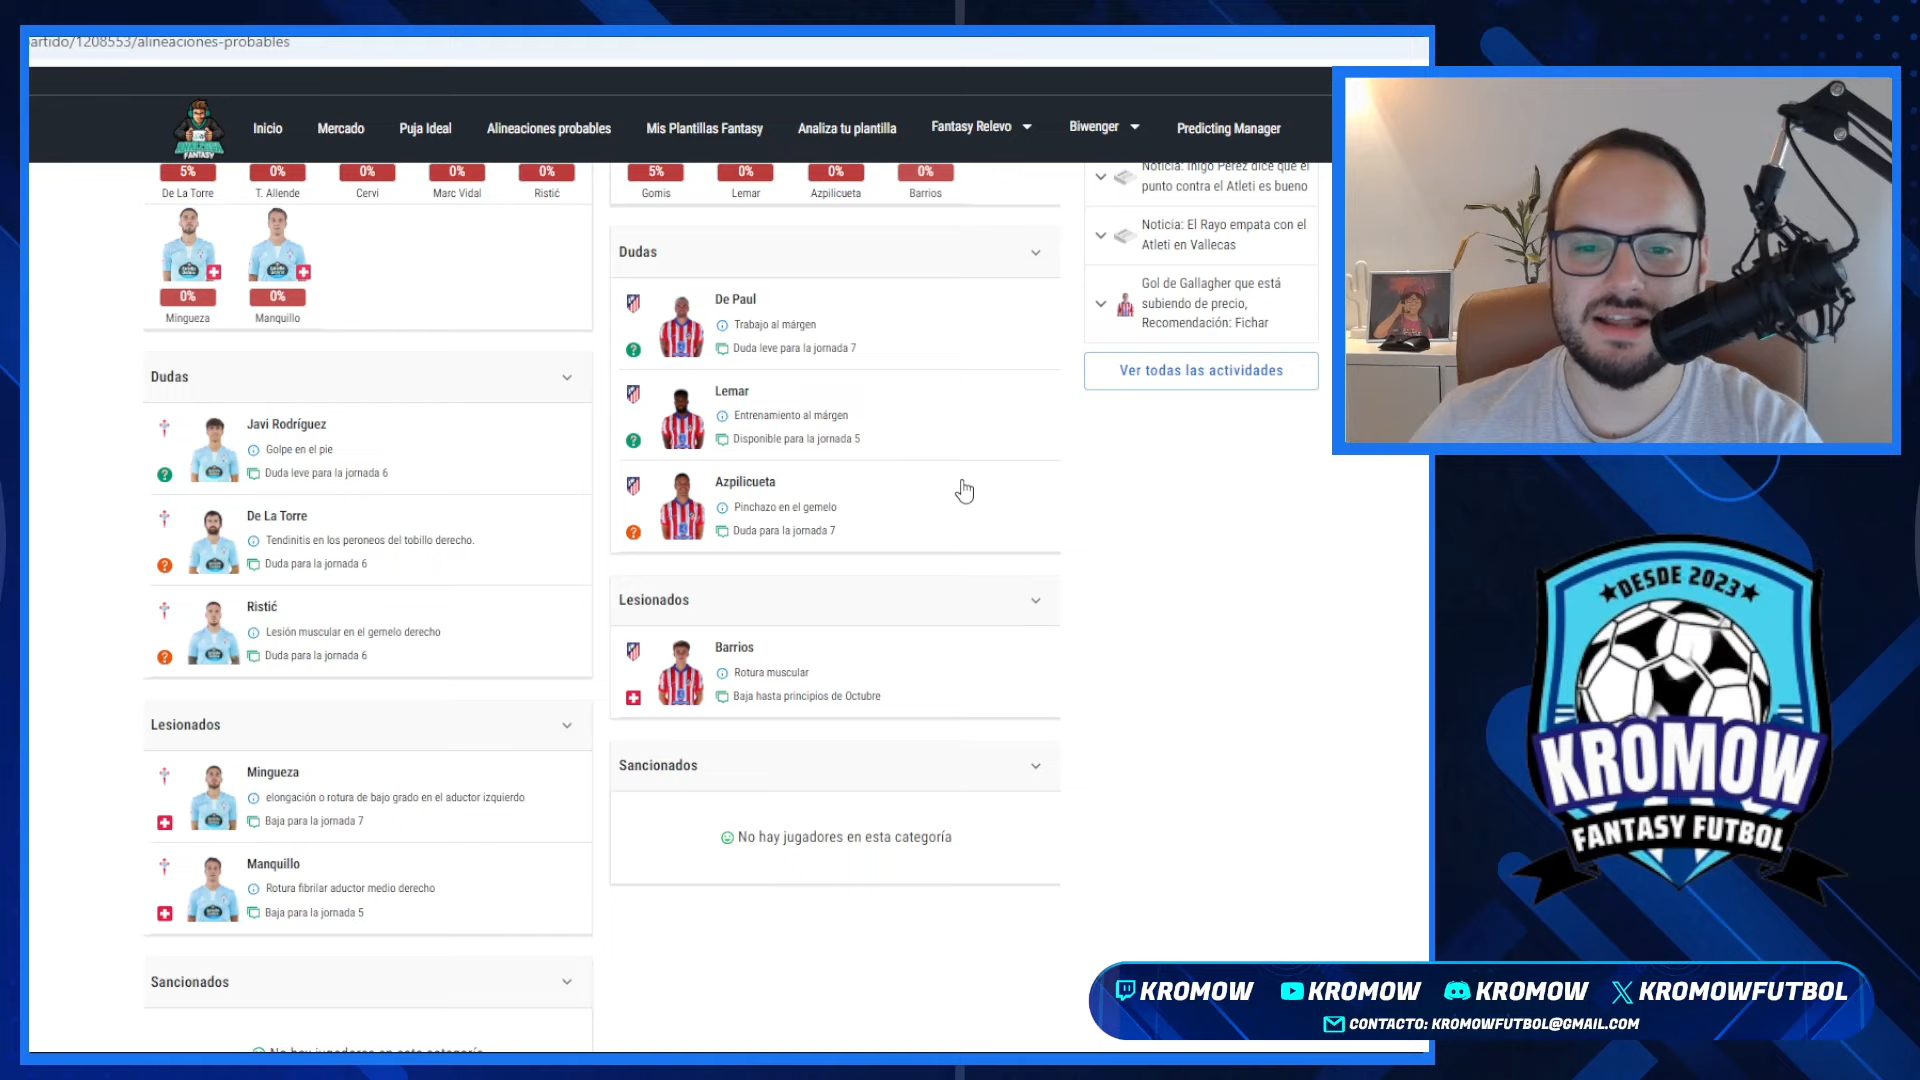 artido/1208553/alineaciones-probables
ANALITICA
FANTASY
Inicio
Mercado
Puja Ideal
Alineaciones probables
Mis Plantillas Fantasy
Analiza tu plantilla
Fantasy Relevo
Biwenger
Predicting Manager
5%
0%
0%
0%
0%
De La Torre
T. Allende
Cervi
Marc Vidal
Ristić
0%
0%
Mingueza
Manquillo
Dudas
Javi Rodríguez
Golpe en el pie
Duda leve para la jornada 6
De La Torre
Tendinitis en los peroneos del tobillo derecho.
Duda para la jornada 6
Ristić
Lesión muscular en el gemelo derecho
Duda para la jornada 6
Lesionados
Mingueza
elongación o rotura de bajo grado en el aductor izquierdo
Baja para la jornada 7
Manquillo
Rotura fibrilar aductor medio derecho
Baja para la jornada 5
Sancionados
No hay jugadores en esta categoría
5%
0%
0%
0%
Gomis
Lemar
Azpilicueta
Barrios
Dudas
De Paul
Trabajo al márgen
Duda leve para la jornada 7
Lemar
Entrenamiento al márgen
Disponible para la jornada 5
Azpilicueta
Pinchazo en el gemelo
Duda para la jornada 7
Lesionados
Barrios
Rotura muscular
Baja hasta principios de Octubre
Sancionados
No hay jugadores en esta categoría
Noticia: Iñigo Pérez dice que el
punto contra el Atleti es bueno
Noticia: El Rayo empata con el
Atleti en Vallecas
Gol de Gallagher que está
subiendo de precio,
Recomendación: Fichar
Ver todas las actividades
DESDE 2023
KROMOW
FANTASY FUTBOL
KROMOW
KROMOW
KROMOW
KROMOWFUTBOL
CONTACTO: KROMOWFUTBOL@GMAIL.COM